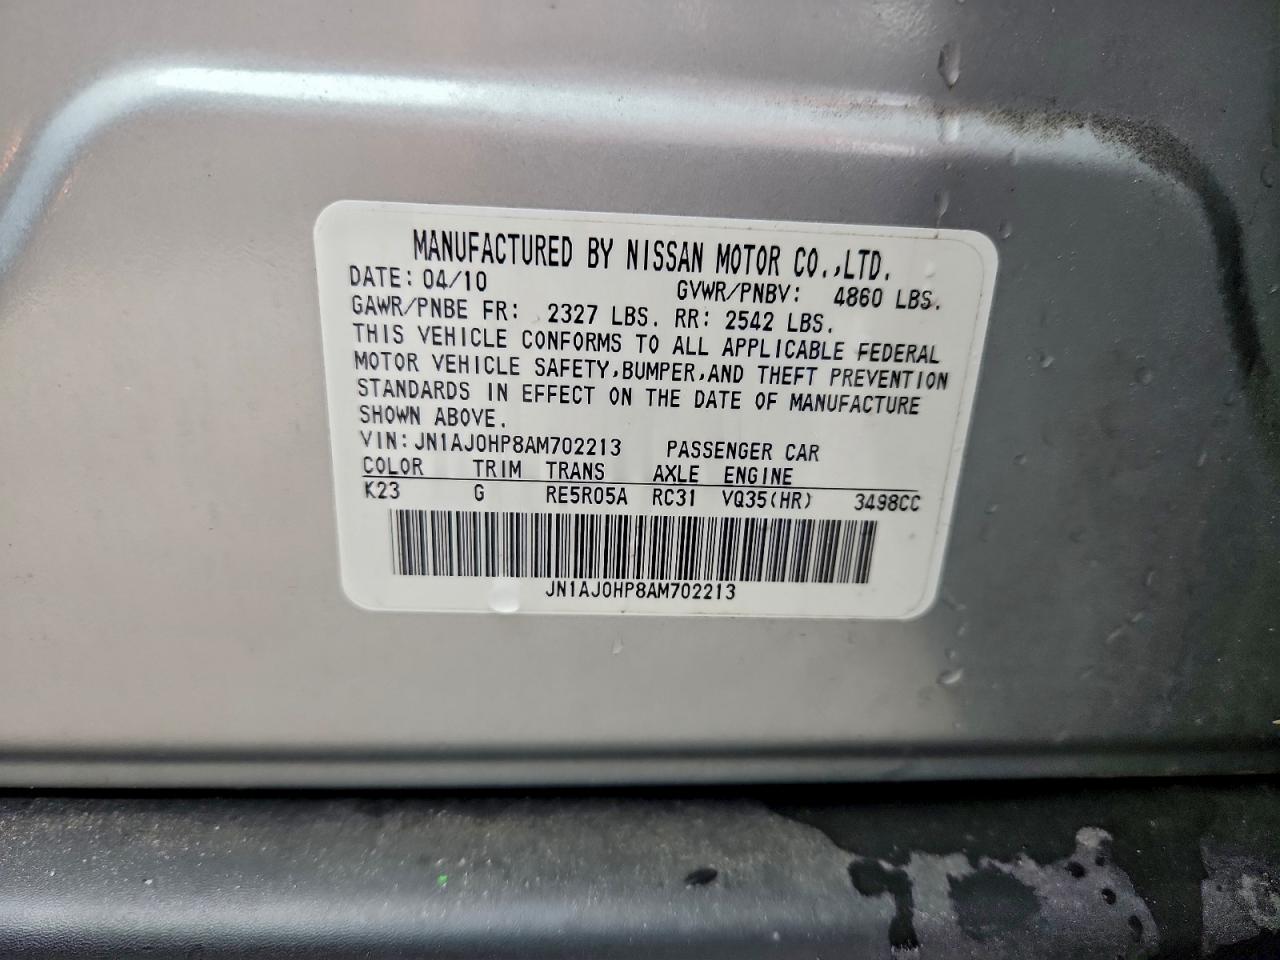 MANUFACTURED BY NISSAN MOTOR CO.,LTD.
DATE: 04/10 GVWR/PNBV: 4860 LBS.
GAWR/PNBE FR: 2327 LBS. RR: 2542 LBS.
THIS VEHICLE CONFORMS TO ALL APPLICABLE FEDERAL
MOTOR VEHICLE SAFETY,BUMPER,AND THEFT PREVENTION
STANDARDS IN EFFECT ON THE DATE OF MANUFACTURE
SHOWN ABOVE.
VIN:JN1AJ0HP8AM702213 PASSENGER CAR
COLOR TRIM TRANS AXLE ENGINE
K23 G RE5R05A RC31 VQ35(HR) 3498CC
JN1AJ0HP8AM702213